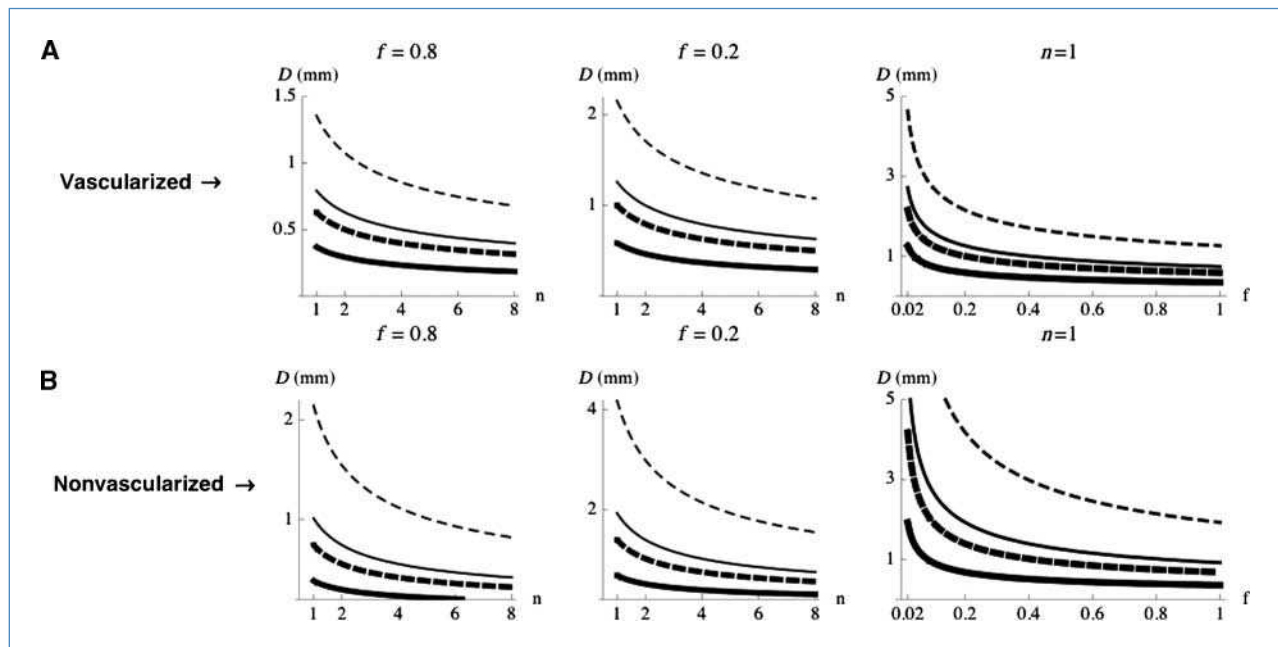 A
f = 0.8
f = 0.2
n=1
D (mm)
D (mm)
D (mm)
1.5
1
0.5
2
1
5
3
1
Vascularized →
1 2 4 6 8 n
1 2 4 6 8 n
0.02 0.2 0.4 0.6 0.8 1 f
B
f = 0.8
f = 0.2
n=1
D (mm)
D (mm)
D (mm)
2
1
4
2
5
3
1
Nonvascularized →
1 2 4 6 8 n
1 2 4 6 8 n
0.02 0.2 0.4 0.6 0.8 1 f